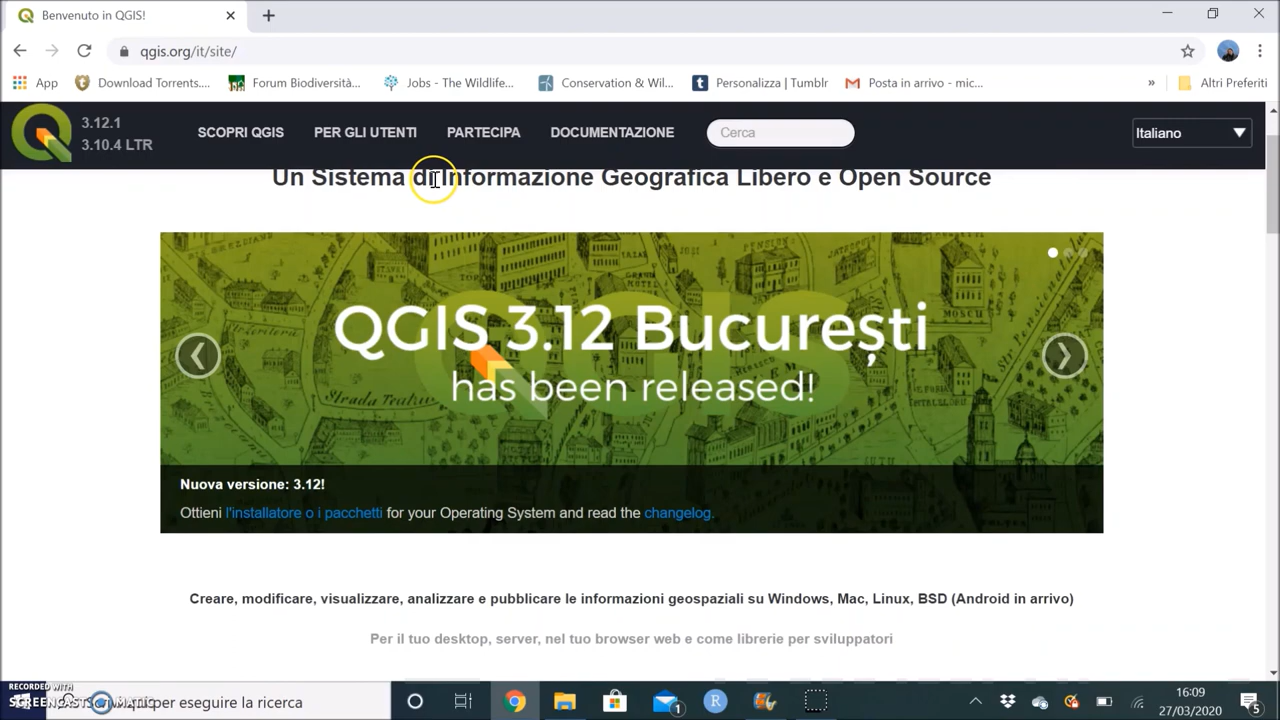 Benvenuto in QGIS!
qgis.org/it/site/
App Download Torrents.... Forum Biodiversità... Jobs - The Wildlife... Conservation & Wil... Personalizza | Tumblr Posta in arrivo - mic... » Altri Preferiti
3.12.1
3.10.4 LTR
SCOPRI QGIS PER GLI UTENTI PARTECIPA DOCUMENTAZIONE Cerca Italiano
Un Sistema di Informazione Geografica Libero e Open Source
QGIS 3.12 București
has been released!
Nuova versione: 3.12!
Ottieni l'installatore o i pacchetti for your Operating System and read the changelog.
Creare, modificare, visualizzare, analizzare e pubblicare le informazioni geospaziali su Windows, Mac, Linux, BSD (Android in arrivo)
Per il tuo desktop, server, nel tuo browser web e come librerie per sviluppatori
RECORDED WITH
SCREENCAST-O-MATIC
per eseguire la ricerca
1
R
16:09
27/03/2020
5